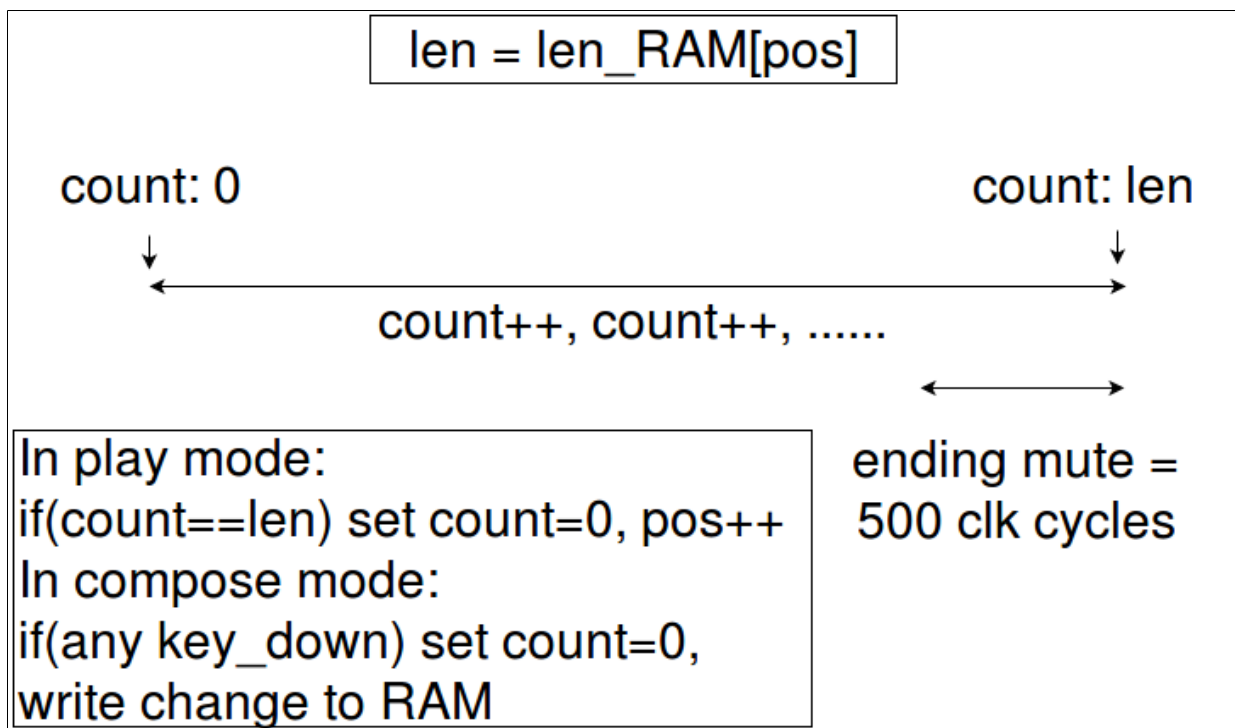 len = len_RAM[pos]
count: 0
count: len
count++, count++, ......
In play mode:
if(count==len) set count=0, pos++
In compose mode:
if(any key_down) set count=0,
write change to RAM
ending mute =
500 clk cycles